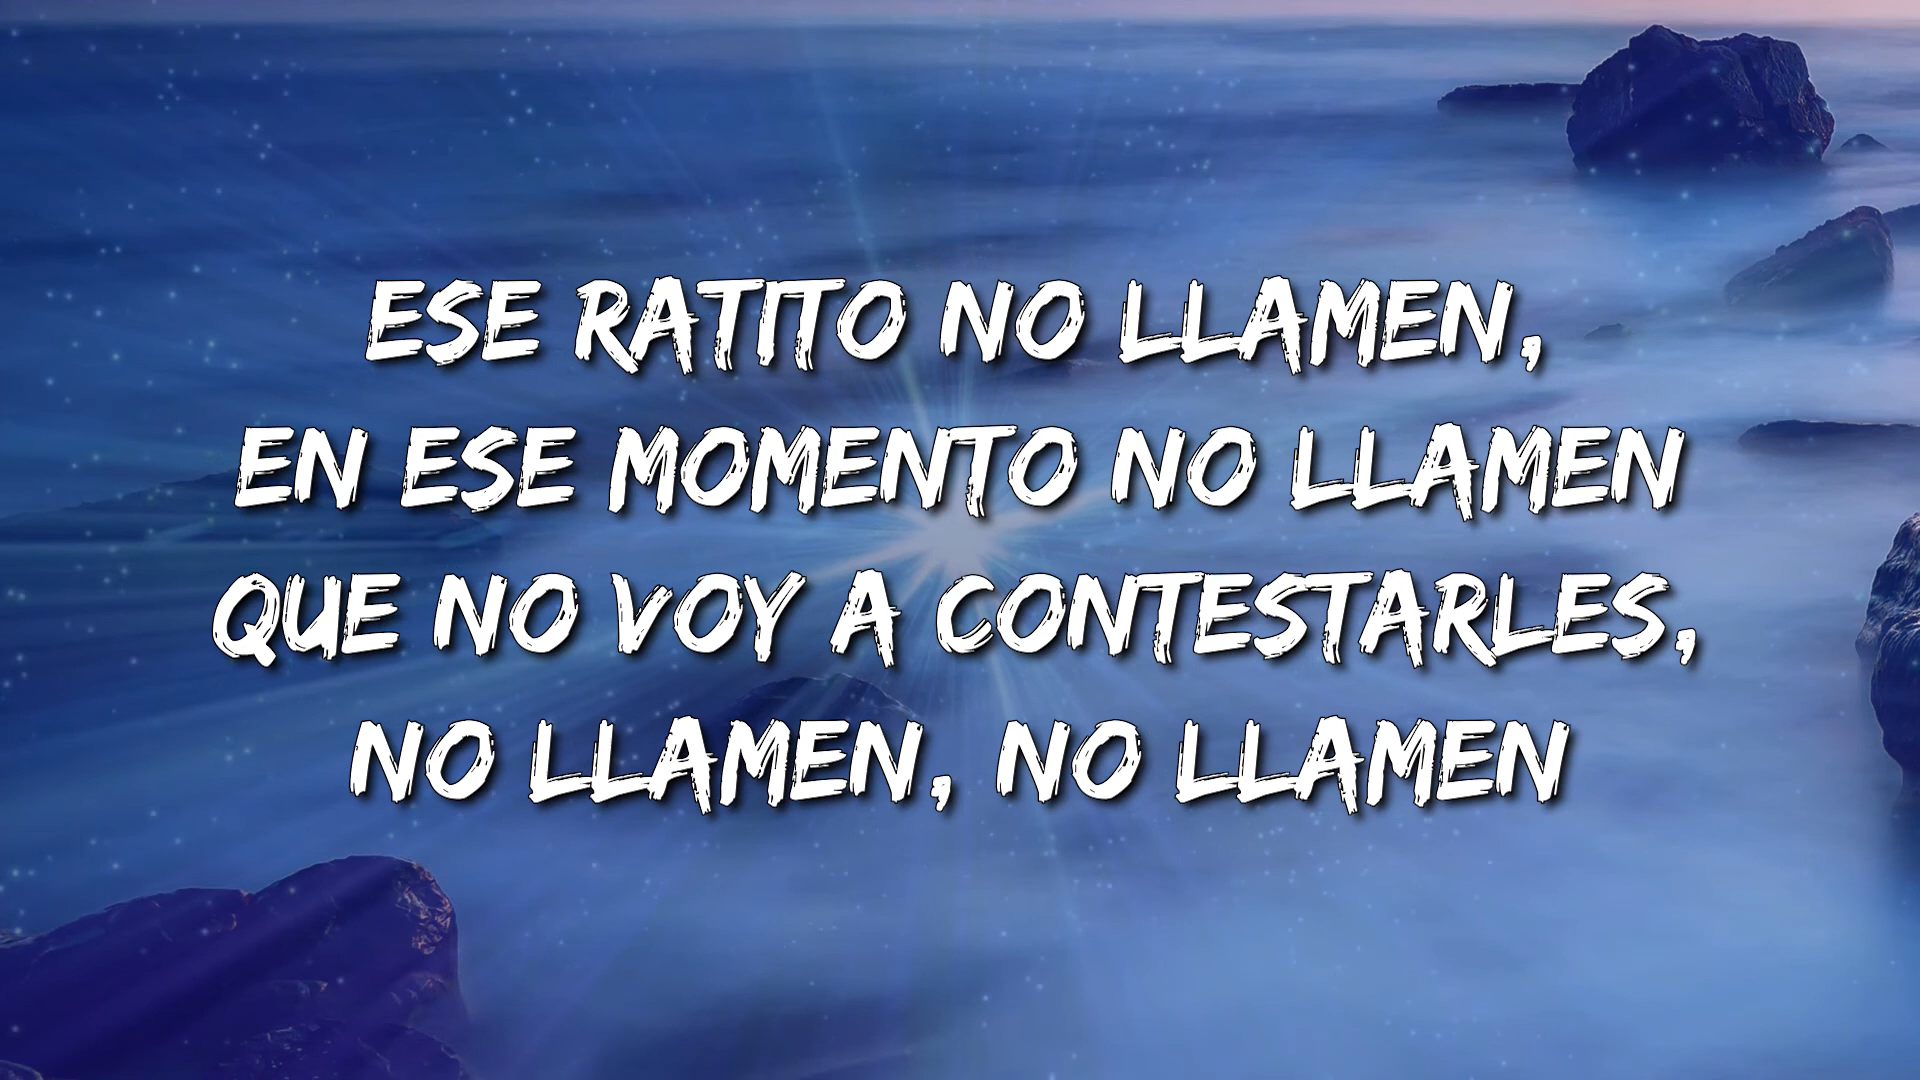 ESE RATITO NO LLAMEN,
EN ESE MOMENTO NO LLAMEN
QUE NO VOY A CONTESTARLES,
NO LLAMEN, NO LLAMEN